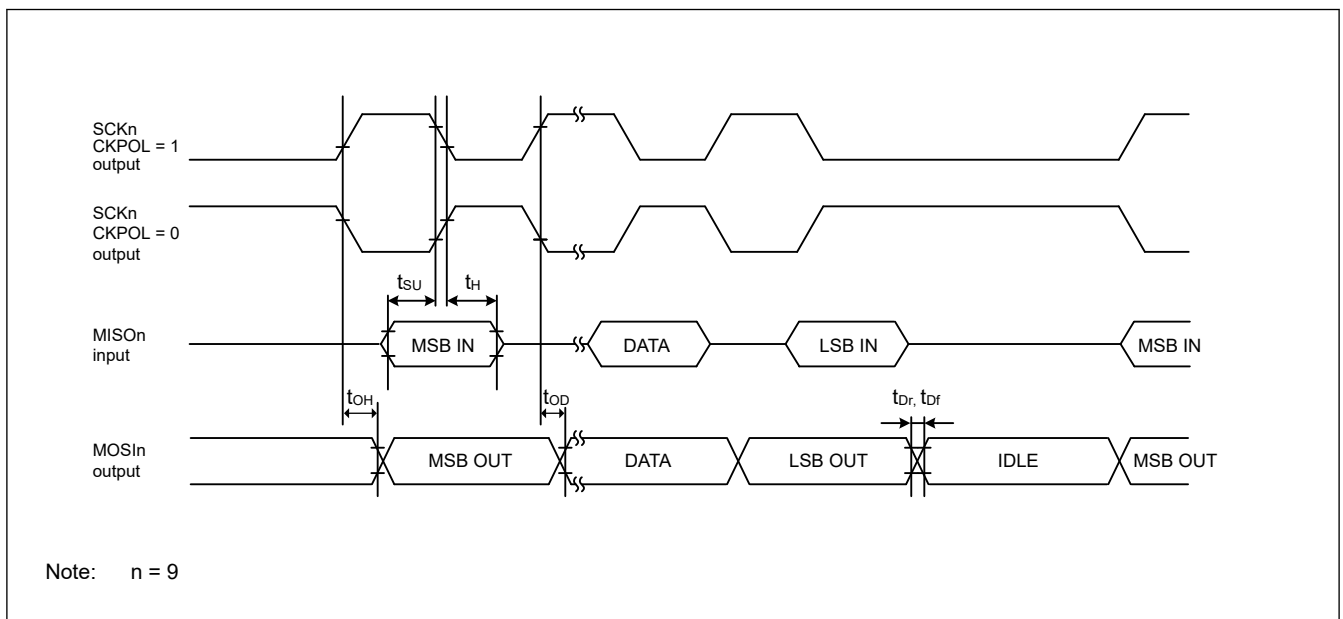 SCKn
CKPOL = 1
output
SCKn
CKPOL = 0
output
tSU
tH
MISOn
input
MSB IN
DATA
LSB IN
MSB IN
tOH
tOD
tDr, tDf
MOSIn
output
MSB OUT
DATA
LSB OUT
IDLE
MSB OUT
Note: n = 9